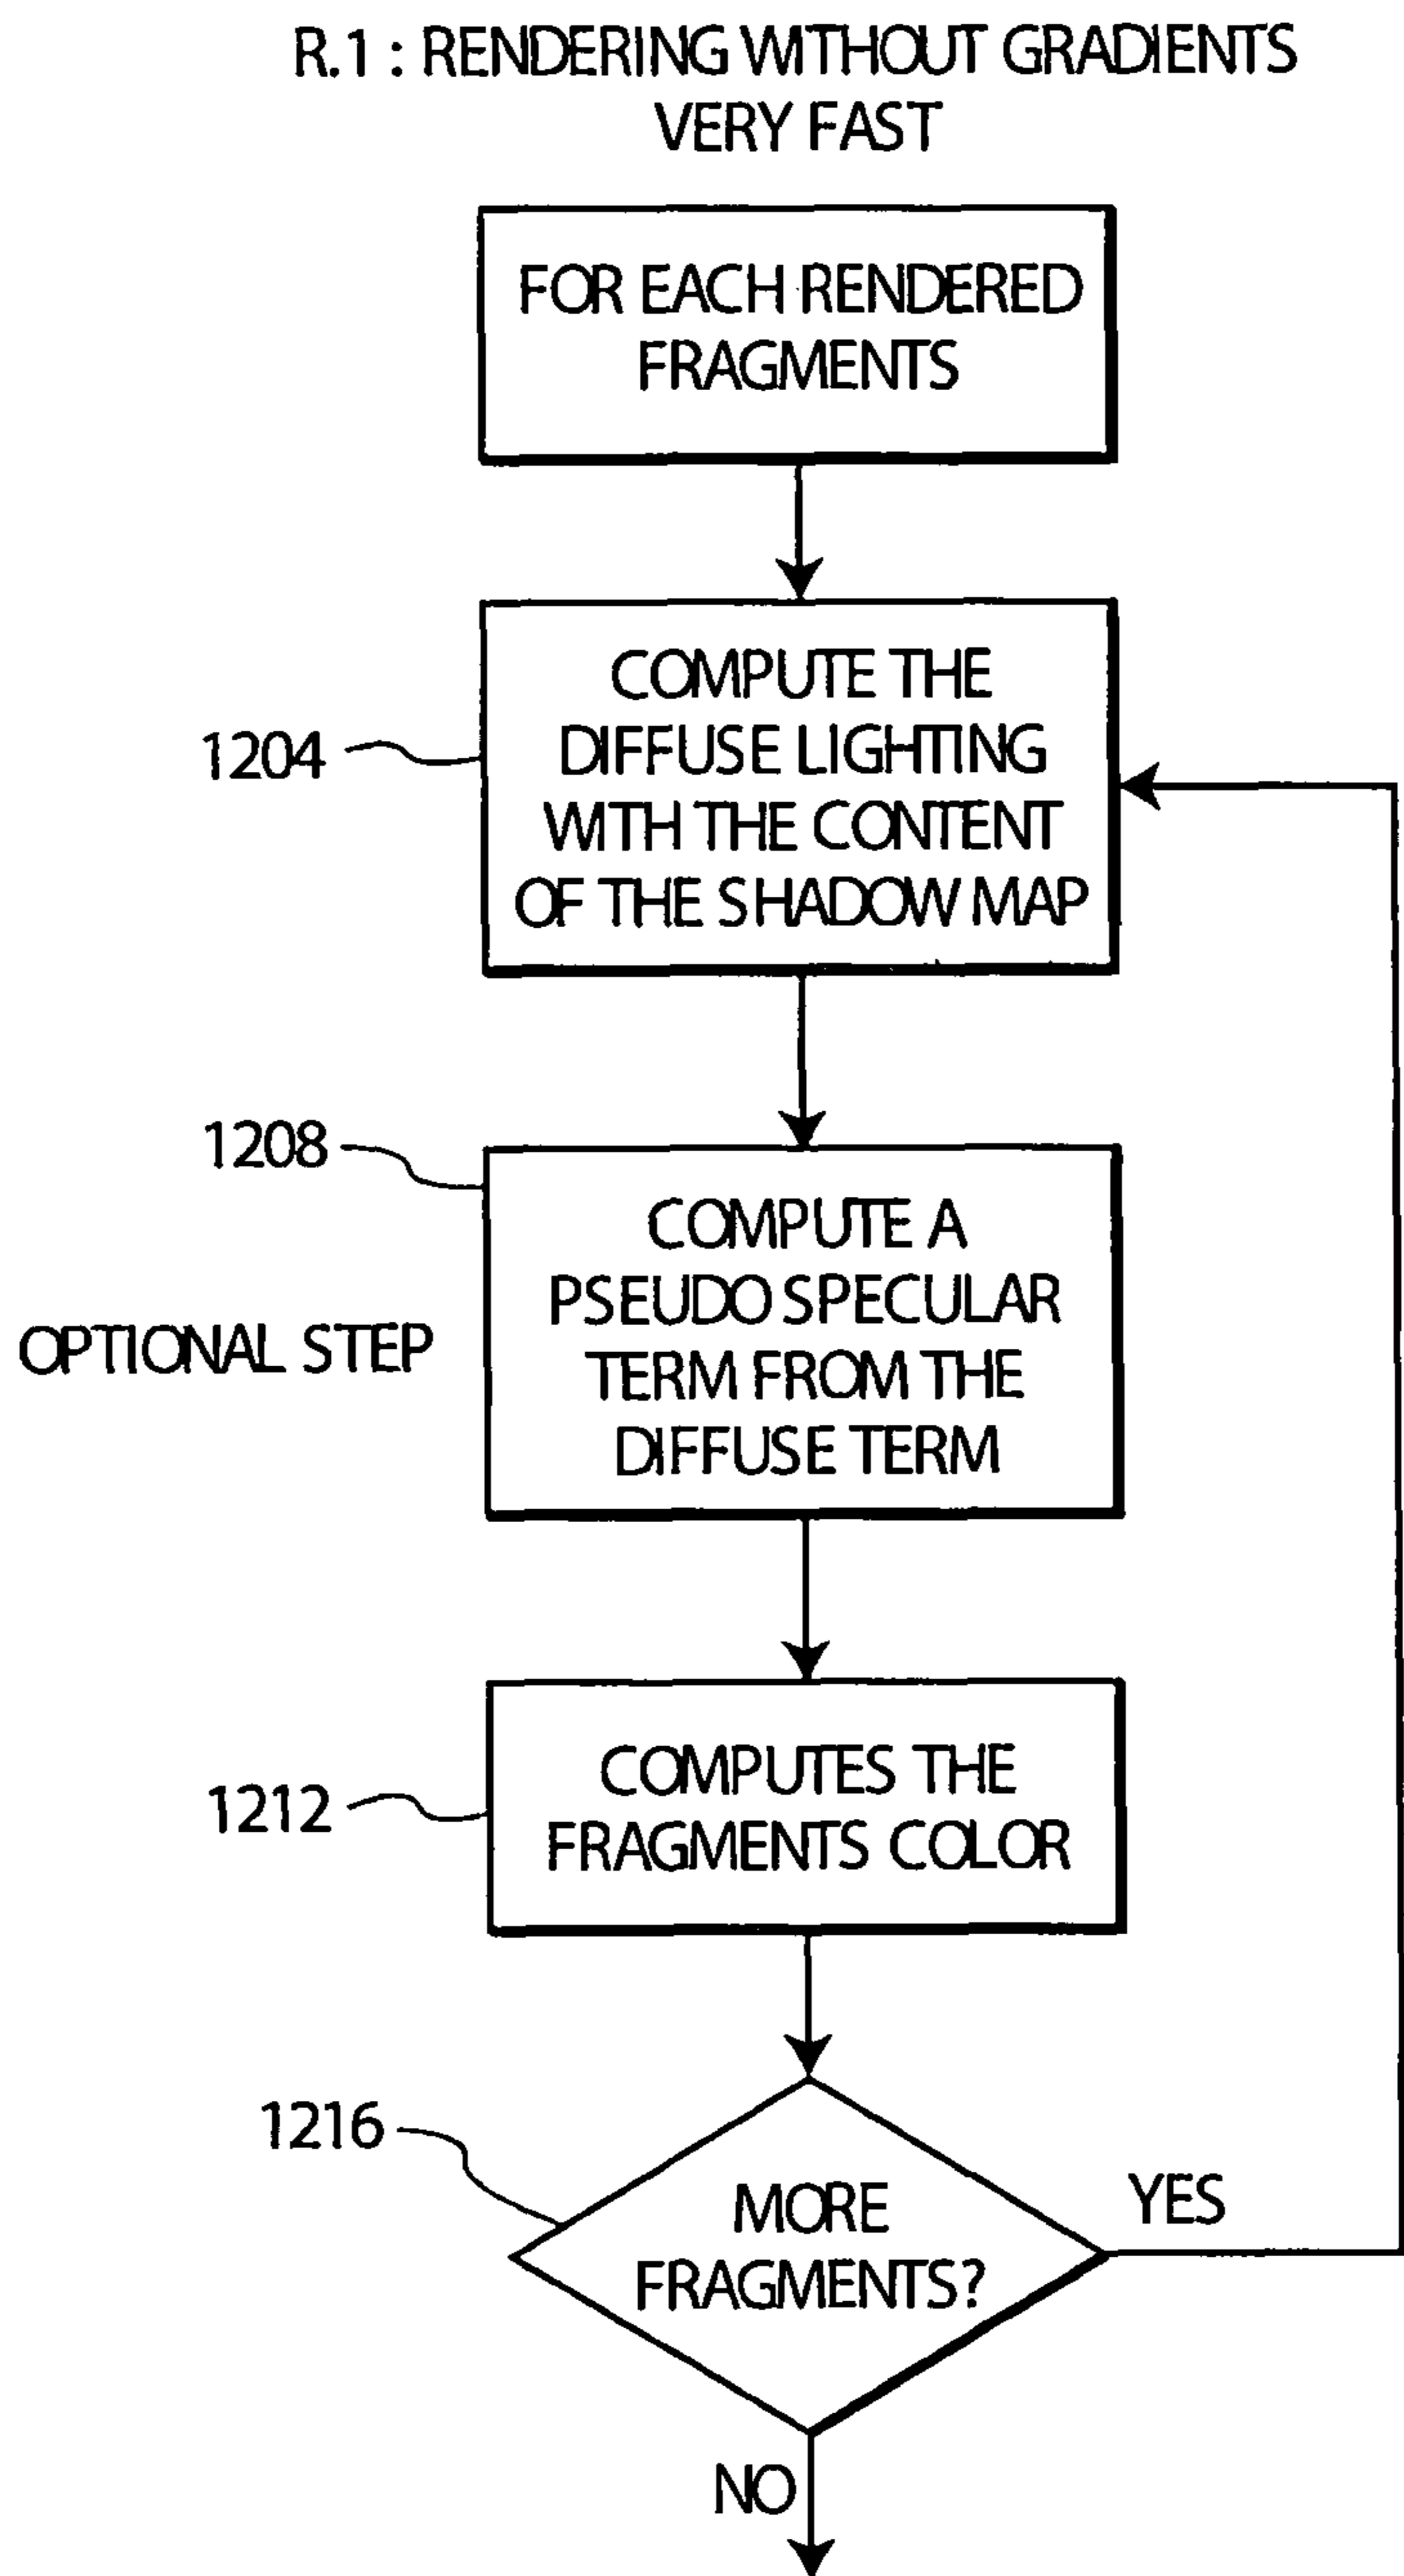 R.1 : RENDERING WITHOUT GRADIENTS
VERY FAST
FOR EACH RENDERED
FRAGMENTS
1204
COMPUTE THE
DIFFUSE LIGHTING
WITH THE CONTENT
OF THE SHADOW MAP
1208
OPTIONAL STEP
COMPUTE A
PSEUDO SPECULAR
TERM FROM THE
DIFFUSE TERM
1212
COMPUTES THE
FRAGMENTS COLOR
1216
MORE
FRAGMENTS?
YES
NO